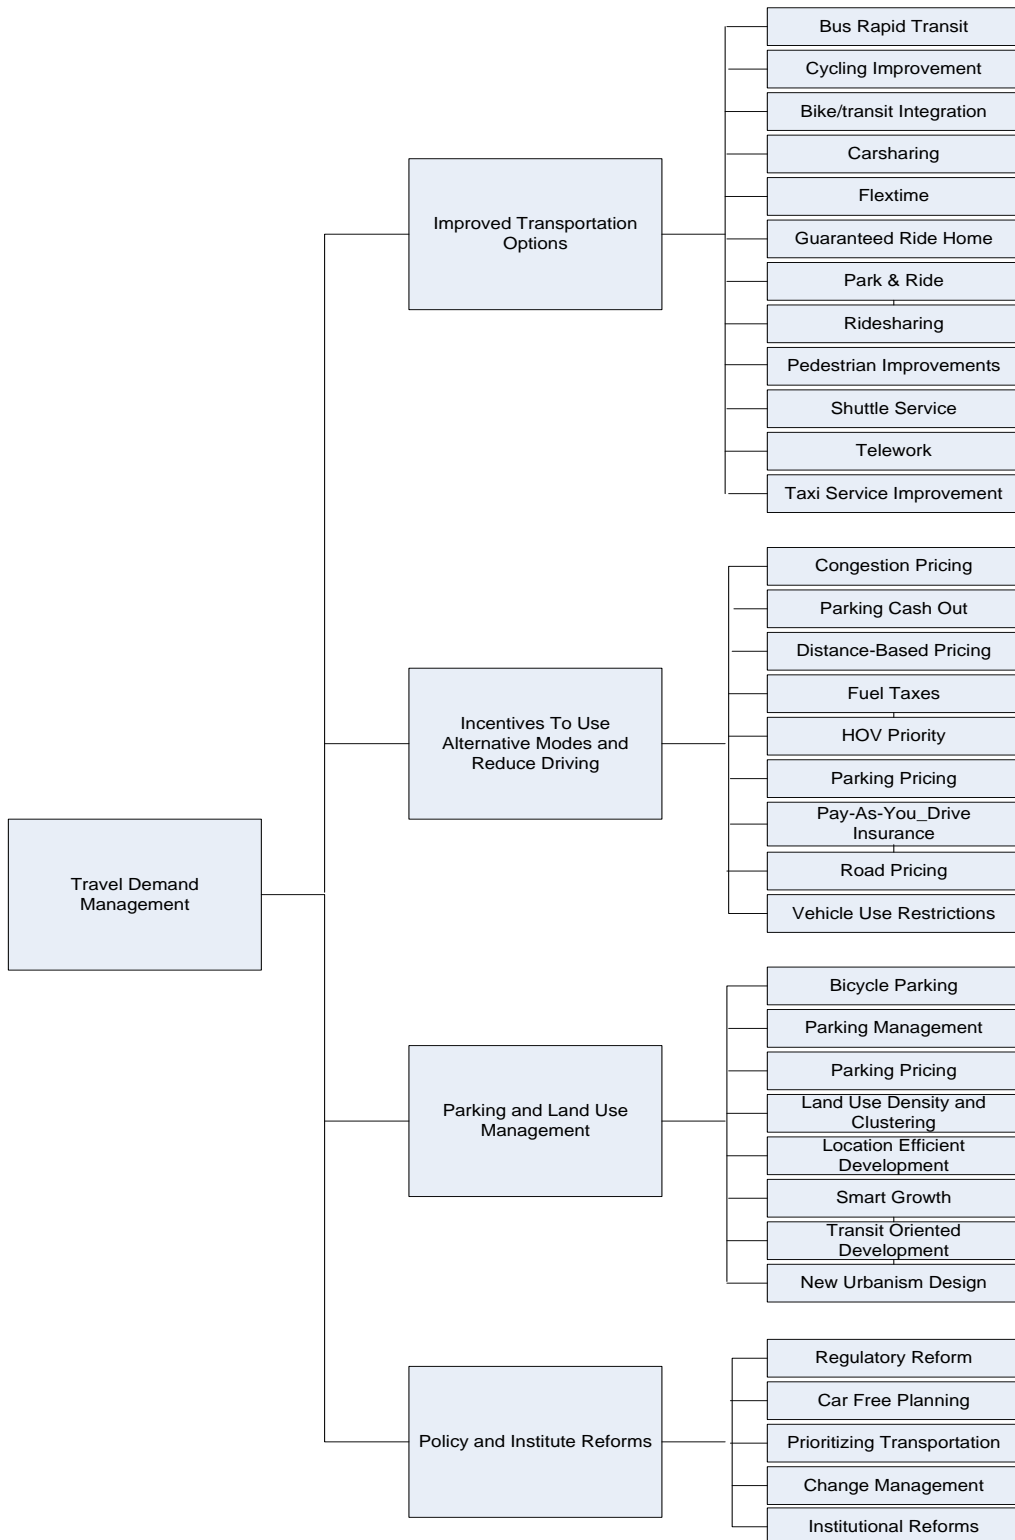 Bus Rapid Transit
Cycling Improvement
Bike/transit Integration
Carsharing
Improved Transportation
Options
Flextime
Guaranteed Ride Home
Park & Ride
Ridesharing
Pedestrian Improvements
Shuttle Service
Telework
Taxi Service Improvement
Congestion Pricing
Parking Cash Out
Distance-Based Pricing
Incentives To Use
Alternative Modes and
Reduce Driving
Fuel Taxes
HOV Priority
Parking Pricing
Pay-As-You_Drive
Insurance
Road Pricing
Vehicle Use Restrictions
Travel Demand
Management
Bicycle Parking
Parking Management
Parking Pricing
Parking and Land Use
Management
Land Use Density and
Clustering
Location Efficient
Development
Smart Growth
Transit Oriented
Development
New Urbanism Design
Regulatory Reform
Car Free Planning
Policy and Institute Reforms
Prioritizing Transportation
Change Management
Institutional Reforms